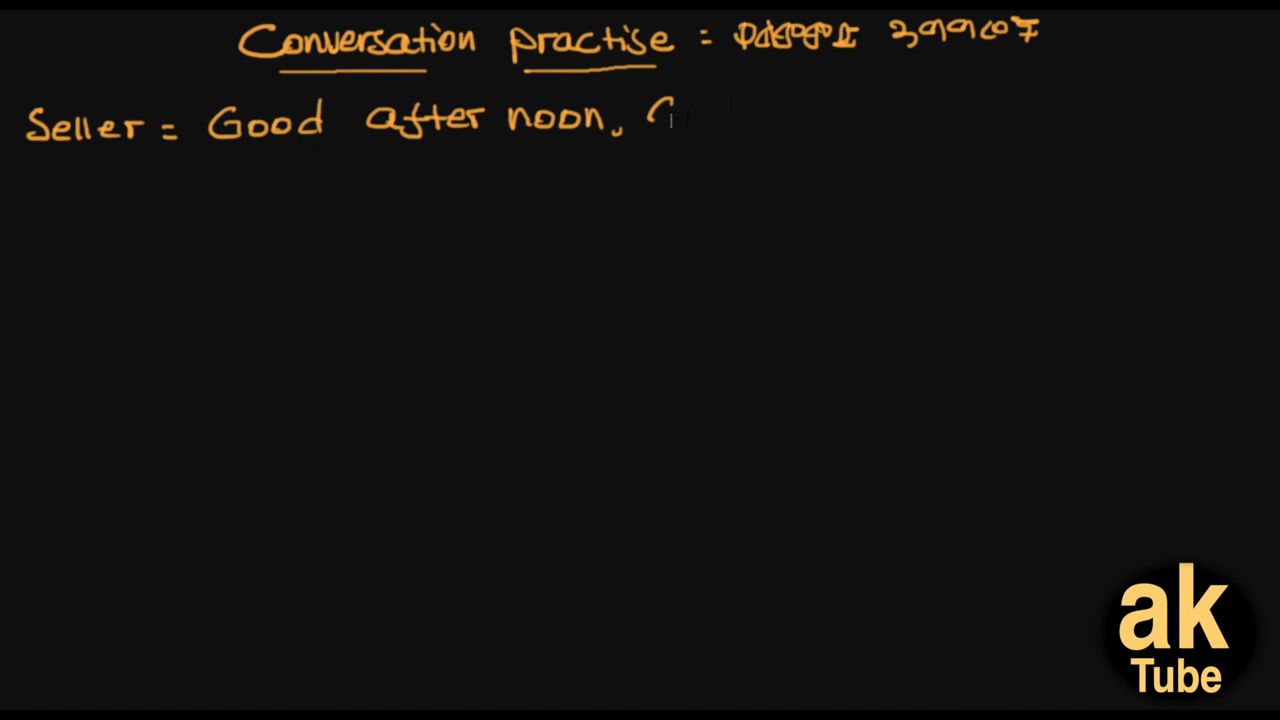 Conversation practise =
Seller = Good after noon,
ak
Tube